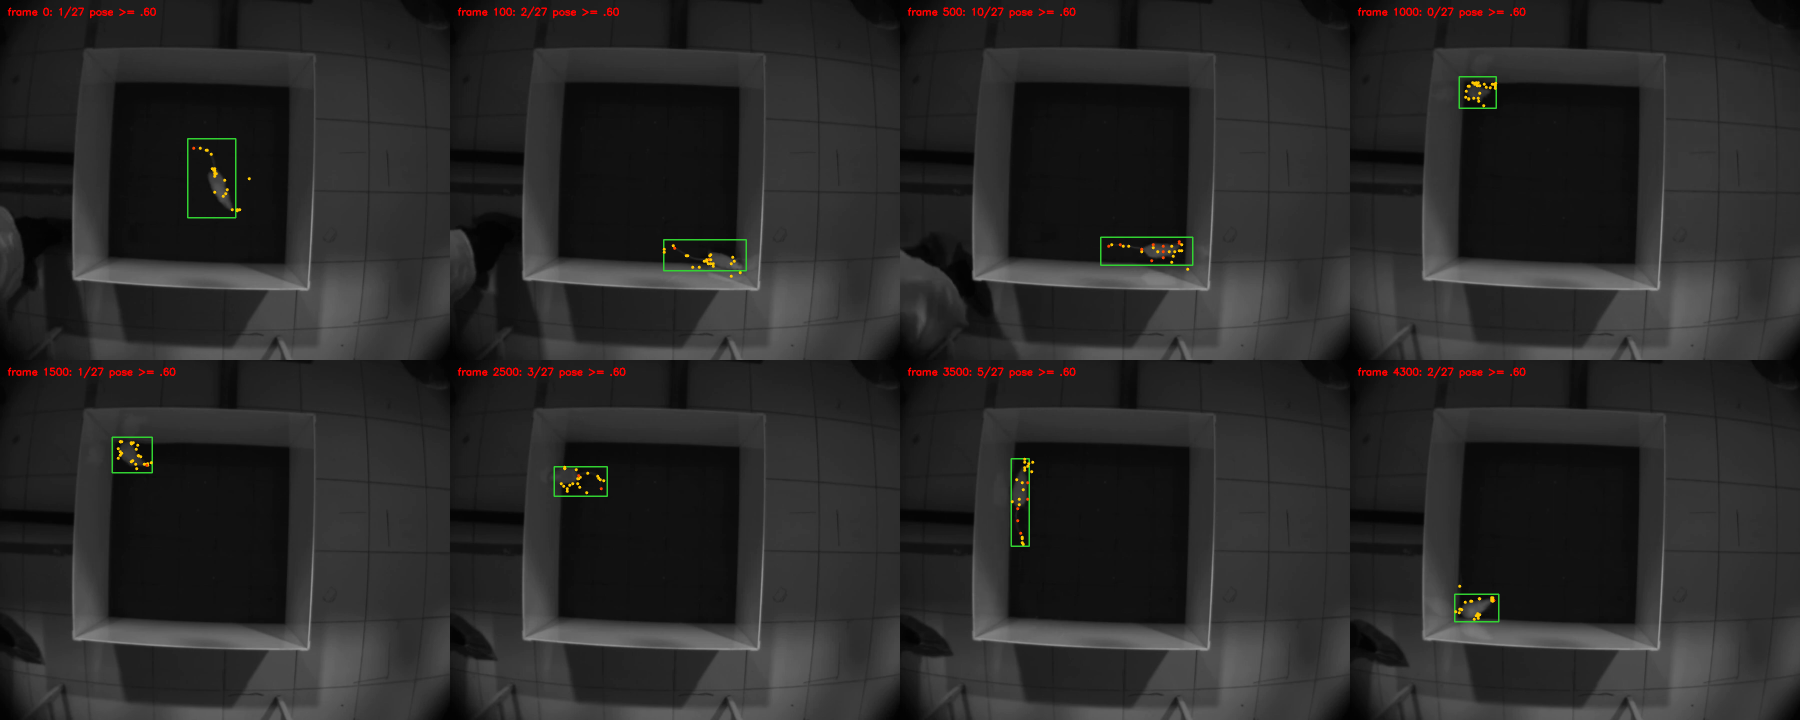 frame 0: 1/27 pose >= .60
frame 100: 2/27 pose >= .60
frame 500: 10/27 pose >= .60
frame 1000: 0/27 pose >= .60
frame 1500: 1/27 pose >= .60
frame 2500: 3/27 pose >= .60
frame 3500: 5/27 pose >= .60
frame 4300: 2/27 pose >= .60